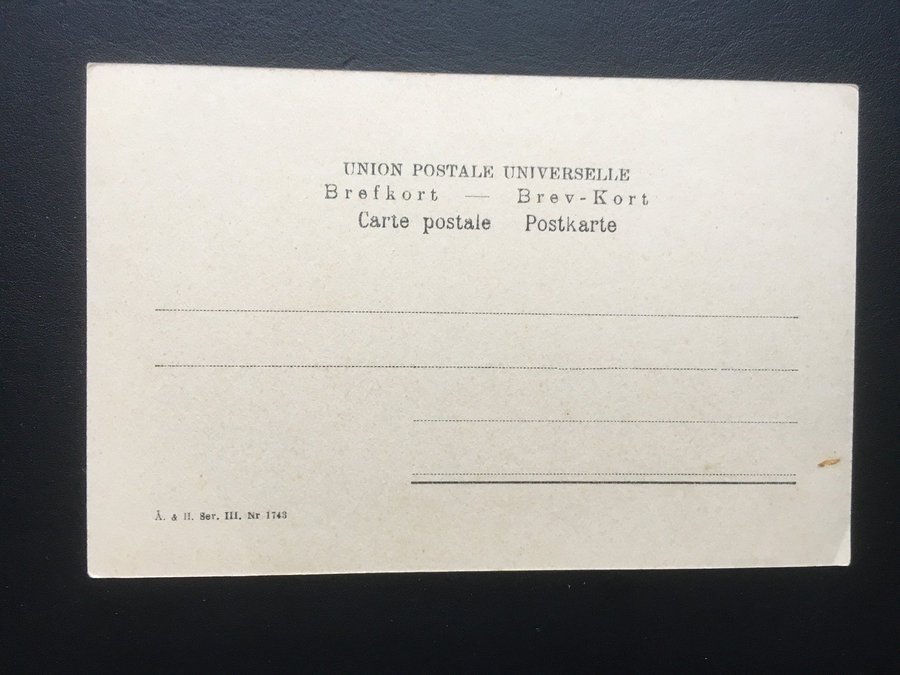 UNION POSTALE UNIVERSELLE
Brefkort — Brev-Kort
Carte postale Postkarte
Å. & H. Ser. III. Nr 1743